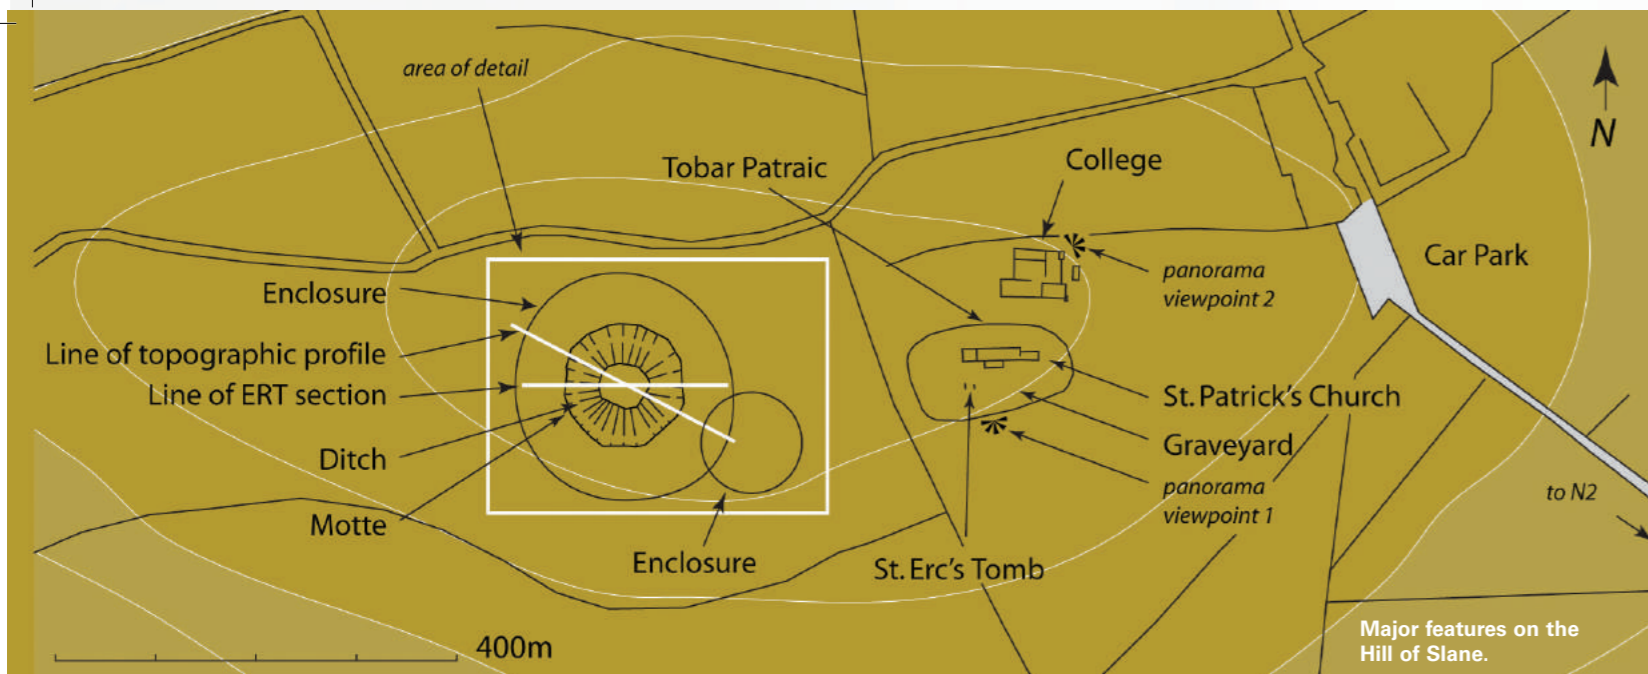 area of detail
N
Tobar Patraic
College
Car Park
panorama
viewpoint 2
Enclosure
Line of topographic profile
Line of ERT section
St. Patrick's Church
Graveyard
Ditch
panorama
viewpoint 1
to N2
Motte
Enclosure
St. Erc's Tomb
400m
Major features on the
Hill of Slane.